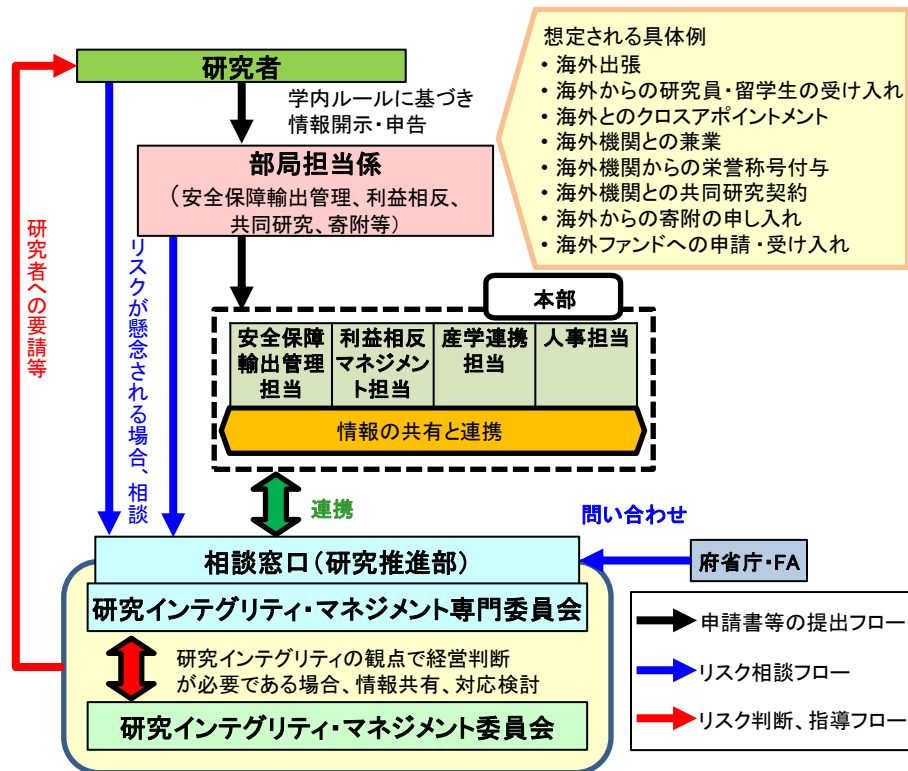 研究者
学内ルールに基づき
情報開示・申告
部局担当係
（安全保障輸出管理、利益相反、
共同研究、寄附等）
想定される具体例
・海外出張
・海外からの研究員・留学生の受け入れ
・海外とのクロスアポイントメント
・海外機関との兼業
・海外機関からの栄誉称号付与
・海外機関との共同研究契約
・海外からの寄附の申し入れ
・海外ファンドへの申請・受け入れ
研究者への要請等
リスクが懸念される場合、相談
本部
安全保障
輸出管理
担当
利益相反
マネジメン
ト担当
産学連携
担当
人事担当
情報の共有と連携
連携
問い合わせ
相談窓口（研究推進部）
府省庁・FA
研究インテグリティ・マネジメント専門委員会
研究インテグリティの観点で経営判断
が必要である場合、情報共有、対応検討
研究インテグリティ・マネジメント委員会
申請書等の提出フロー
リスク相談フロー
リスク判断、指導フロー